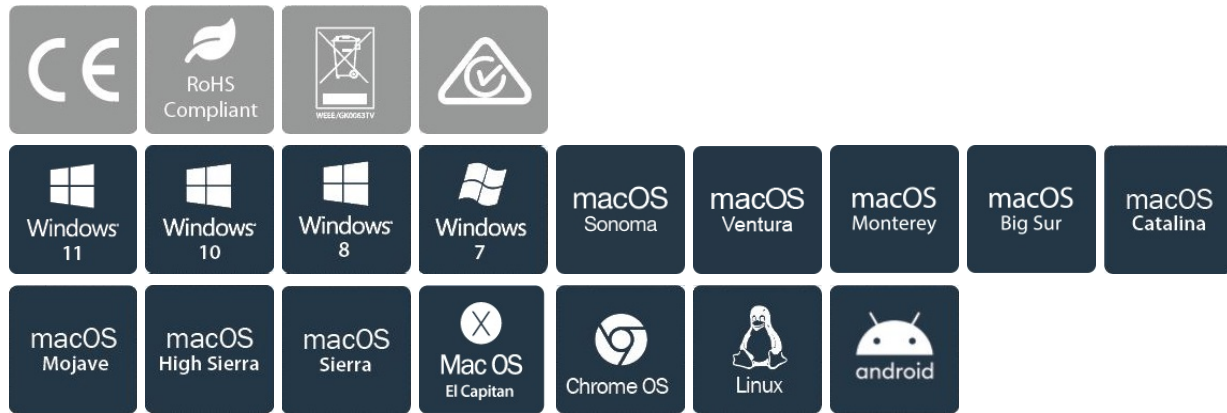 CE
RoHS
Compliant
WEEE/GK0083TV
Windows
11
Windows
10
Windows
8
Windows
7
macOS
Sonoma
macOS
Ventura
macOS
Monterey
macOS
Big Sur
macOS
Catalina
macOS
Mojave
macOS
High Sierra
macOS
Sierra
X
Mac OS
El Capitan
Chrome OS
Linux
android